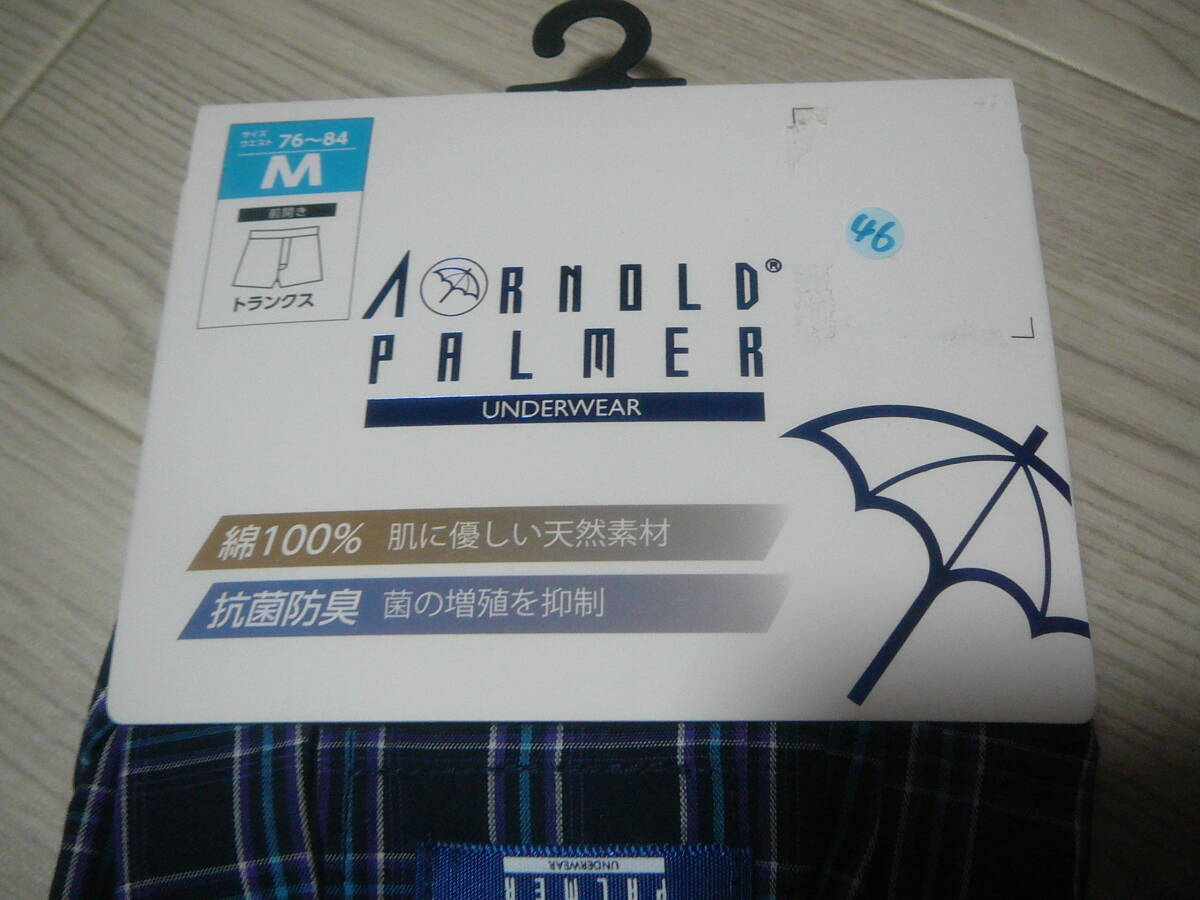 サイズ
ウエスト 76～84
M
前開き
トランクス
46
ARNOLD®
PALMER
UNDERWEAR
綿100% 肌に優しい天然素材
抗菌防臭 菌の増殖を抑制
UNDERWEAR
PALMER